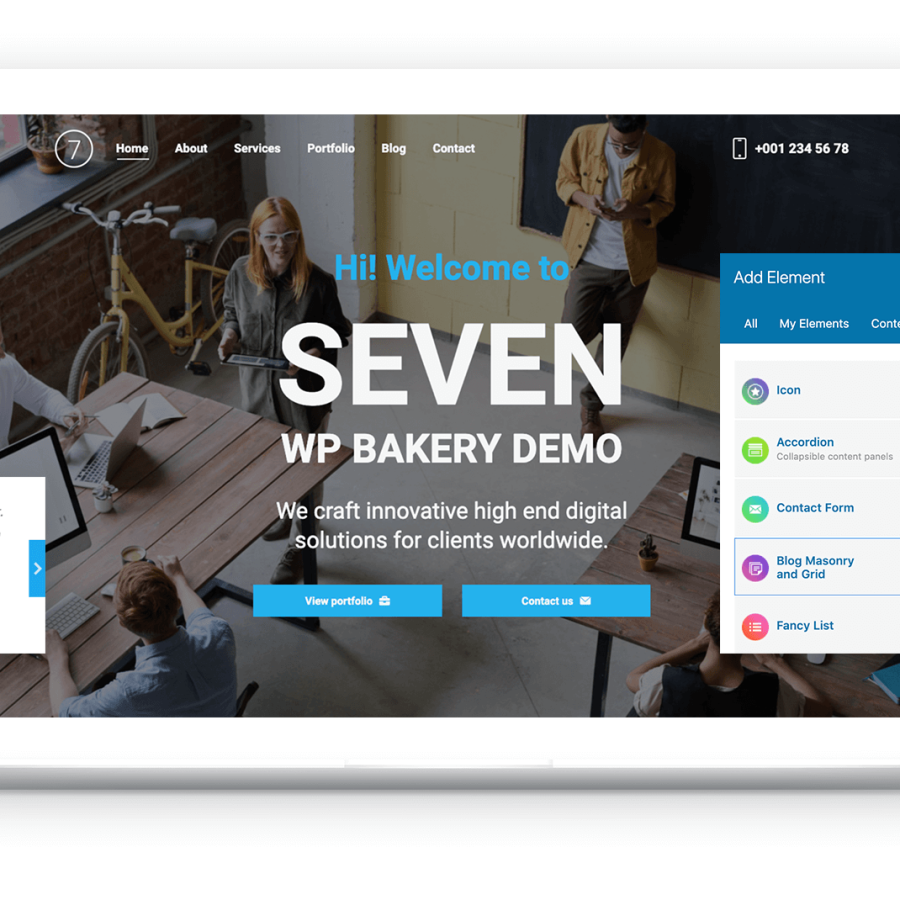 7
Home
About
Services
Portfolio
Blog
Contact
+001 234 56 78
Hi! Welcome to
SEVEN
WP BAKERY DEMO
We craft innovative high end digital
solutions for clients worldwide.
View portfolio
Contact us
Add Element
All
My Elements
Conte
Icon
Accordion
Collapsible content panels
Contact Form
Blog Masonry
and Grid
Fancy List